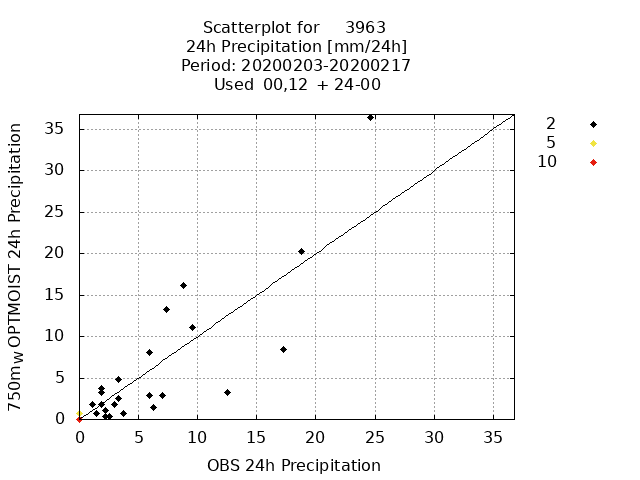 Scatterplot for 3963
24h Precipitation [mm/24h]
Period: 20200203-20200217
Used 00,12 + 24-00
750mw OPTMOIST 24h Precipitation
35
30
25
20
15
10
5
0
0 5 10 15 20 25 30 35
OBS 24h Precipitation
2
5
10